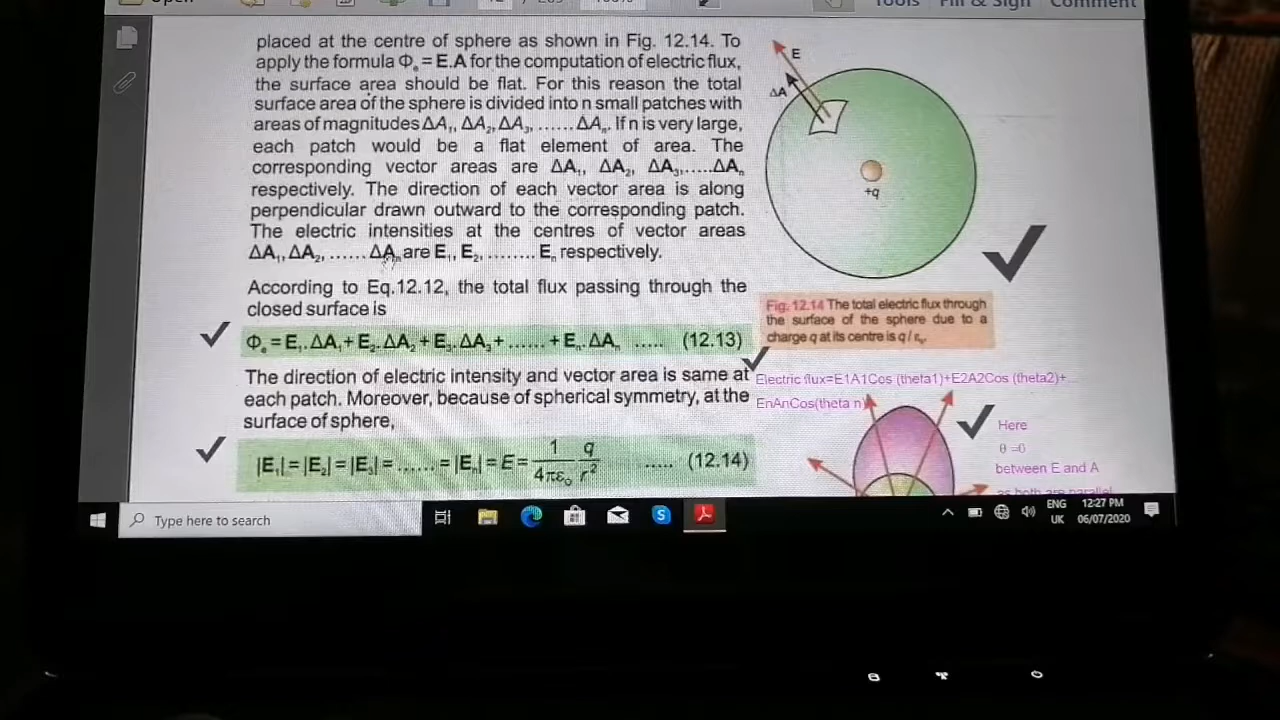 Tools Fill & Sign Comment
placed at the centre of sphere as shown in Fig. 12.14. To
apply the formula Φₑ = E.A for the computation of electric flux,
the surface area should be flat. For this reason the total
surface area of the sphere is divided into n small patches with
areas of magnitudes ΔA₁, ΔA₂, ΔA₃, ...... ΔAₙ. If n is very large,
each patch would be a flat element of area. The
corresponding vector areas are ΔA₁, ΔA₂, ΔA₃,.....ΔAₙ
respectively. The direction of each vector area is along
perpendicular drawn outward to the corresponding patch.
The electric intensities at the centres of vector areas
ΔA₁, ΔA₂, ...... ΔAₙ are E₁, E₂, ........ Eₙ respectively.
According to Eq.12.12, the total flux passing through the
closed surface is
Φₑ = E₁.ΔA₁ + E₂.ΔA₂ + E₃.ΔA₃ + ...... + Eₙ.ΔAₙ ..... (12.13)
The direction of electric intensity and vector area is same at
each patch. Moreover, because of spherical symmetry, at the
surface of sphere,
|E₁| = |E₂| = |E₃| = ...... = |Eₙ| = E = 1/4πε₀ q/r² ..... (12.14)
E
ΔA
+q
Fig. 12.14 The total electric flux through
the surface of the sphere due to a
charge q at its centre is q / ε₀.
Electric flux=E1A1Cos (theta1)+E2A2Cos (theta2)+...
EnAnCos(theta n)
Here
θ =0
between E and A
as both are parallel
Type here to search
ENG
UK
12:27 PM
06/07/2020